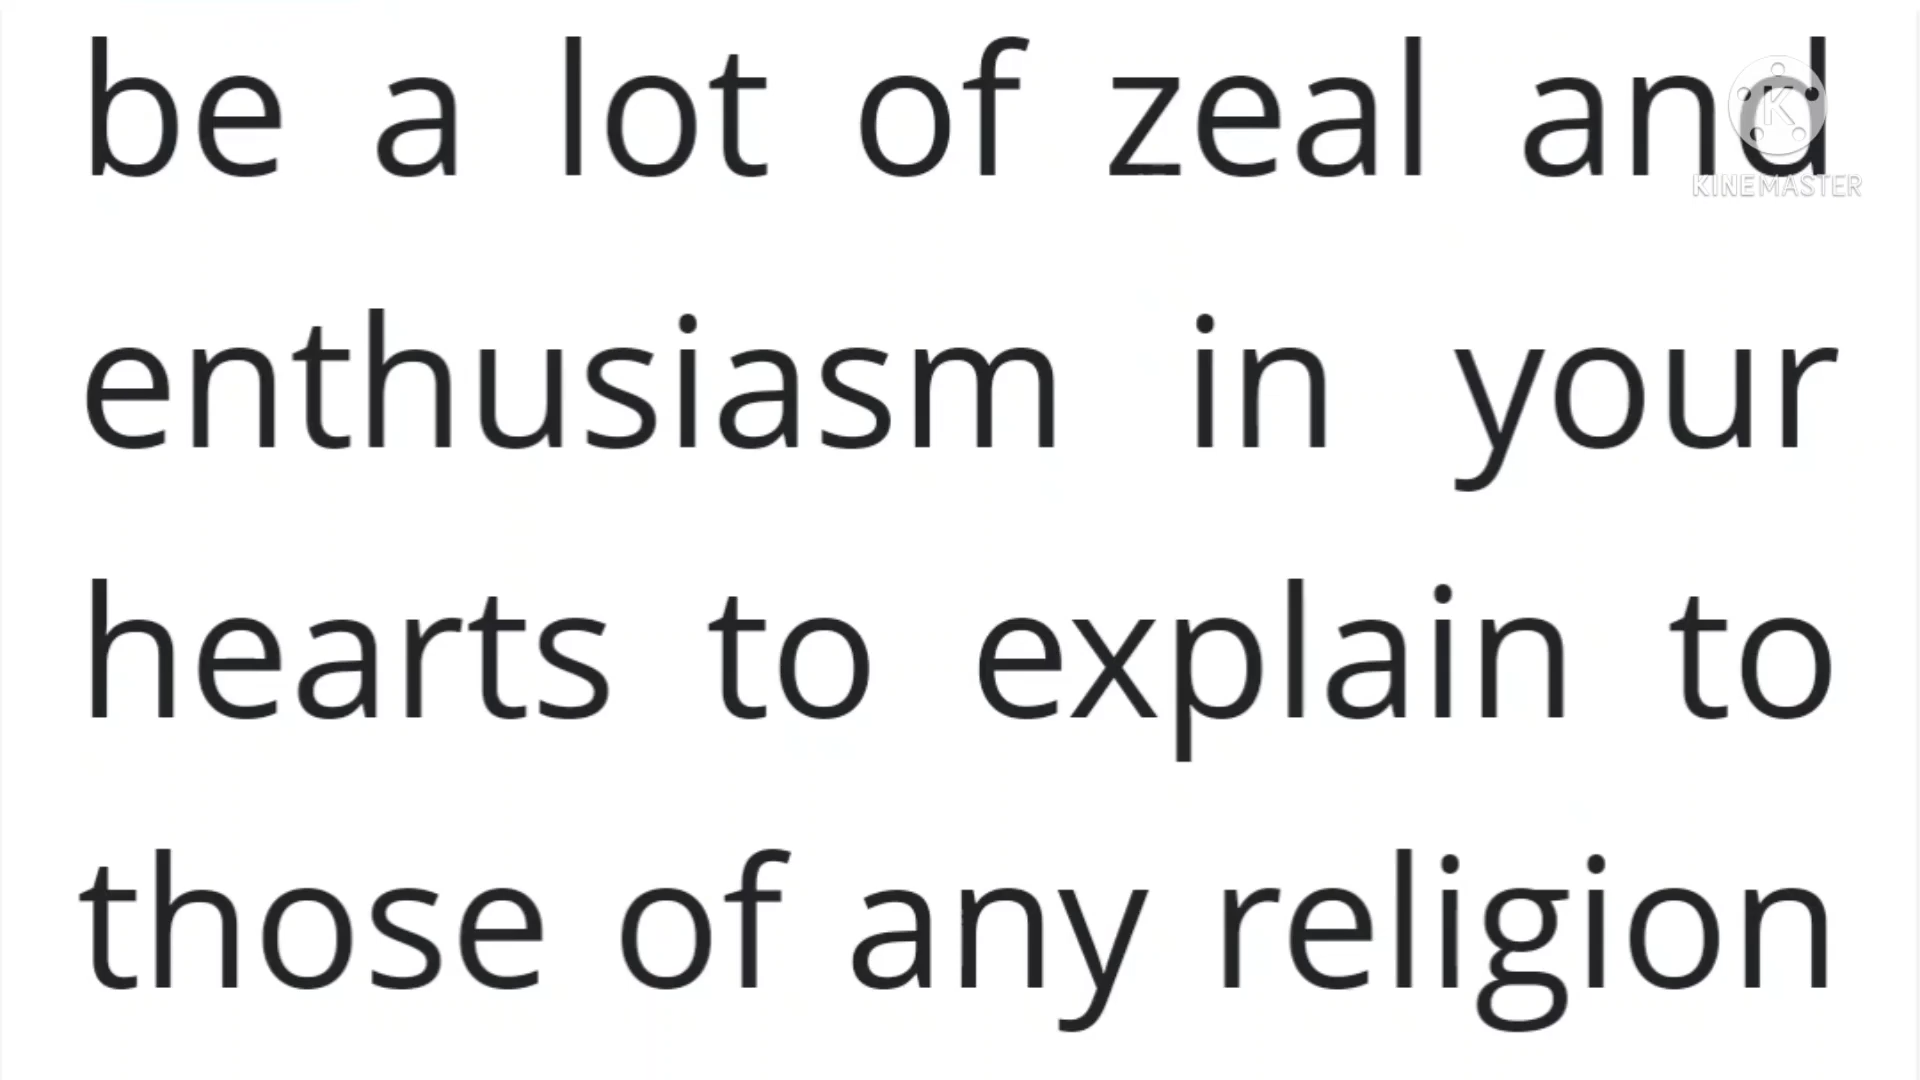 be a lot of zeal and
KINEMASTER
enthusiasm in your
hearts to explain to
those of any religion